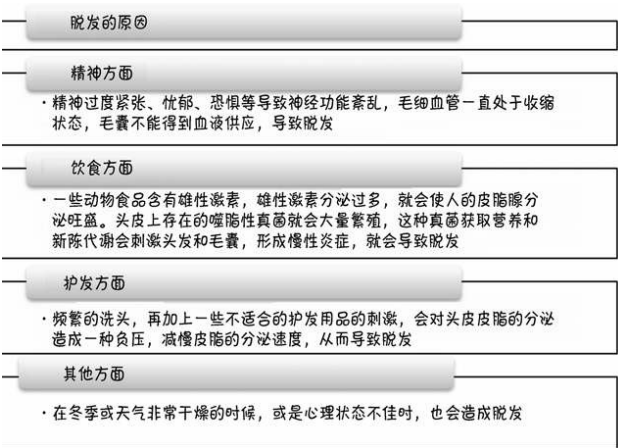 脱发的原因
精神方面
·精神过度紧张、忧郁、恐惧等导致神经功能紊乱，毛细血管一直处于收缩
状态，毛囊不能得到血液供应，导致脱发
饮食方面
·一些动物食品含有雄性激素，雄性激素分泌过多，就会使人的皮脂腺分
泌旺盛。头皮上存在的噬脂性真菌就会大量繁殖，这种真菌获取营养和
新陈代谢会刺激头发和毛囊，形成慢性炎症，就会导致脱发
护发方面
·频繁的洗头，再加上一些不适合的护发用品的刺激，会对头皮皮脂的分泌
造成一种负压，减慢皮脂的分泌速度，从而导致脱发
其他方面
·在冬季或天气非常干燥的时候，或是心理状态不佳时，也会造成脱发